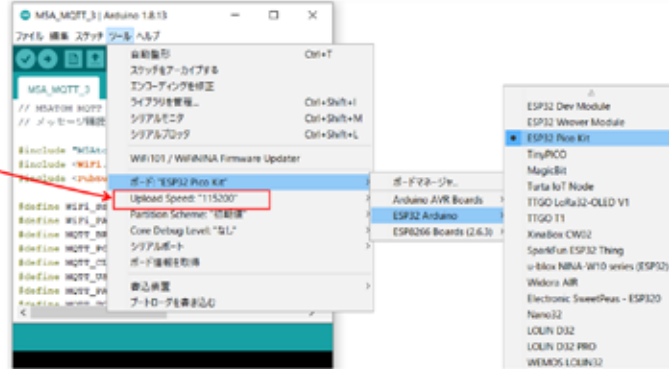 M5A_MQTT_3 | Arduino 1.8.13
ファイル 編集 スケッチ ツール ヘルプ
M5A_MQTT_3
自動整形 Ctrl+T
スケッチをアーカイブする
エンコーディングを修正
ライブラリを管理... Ctrl+Shift+I
シリアルモニタ Ctrl+Shift+M
シリアルプロッタ Ctrl+Shift+L
WiFi101 / WiFiNINA Firmware Updater
ボード: "ESP32 Pico Kit"
Upload Speed: "115200"
Partition Scheme: "初期値"
Core Debug Level: "なし"
シリアルポート
ボード情報を取得
書込装置
ブートローダを書き込む
// M5ATOM MQTT
#include "M5Ato
#include <WiFi.
#include
#define
#define WiFi_PA
#define
#define
#define
#define
#define
ボードマネージャ...
Arduino AVR Boards
ESP32 Arduino
ESP8266 Boards (2.6.3)
ESP32 Dev Module
ESP32 Wrover Module
ESP32 Pico Kit
TinyPICO
MagicBit
Turta IoT Node
TTGO LoRa32-OLED V1
TTGO T1
XinaBox CW02
SparkFun ESP32 Thing
u-blox NINA-W10 series (ESP32)
Widora AIR
Electronic SweetPeas - ESP320
Nano32
LOLIN D32
LOLIN D32 PRO
WEMOS LOLIN32